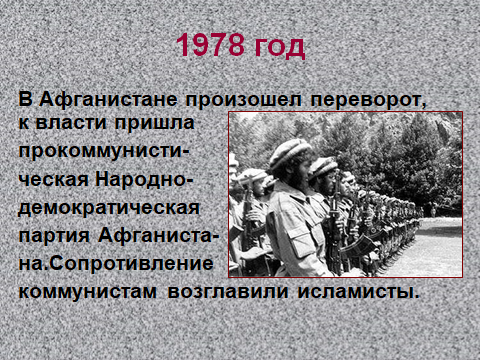 1978 год
В Афганистане произошел переворот,
к власти пришла
прокоммунисти-
ческая Народно-
демократическая
партия Афганиста-
на.Сопротивление
коммунистам возглавили исламисты.